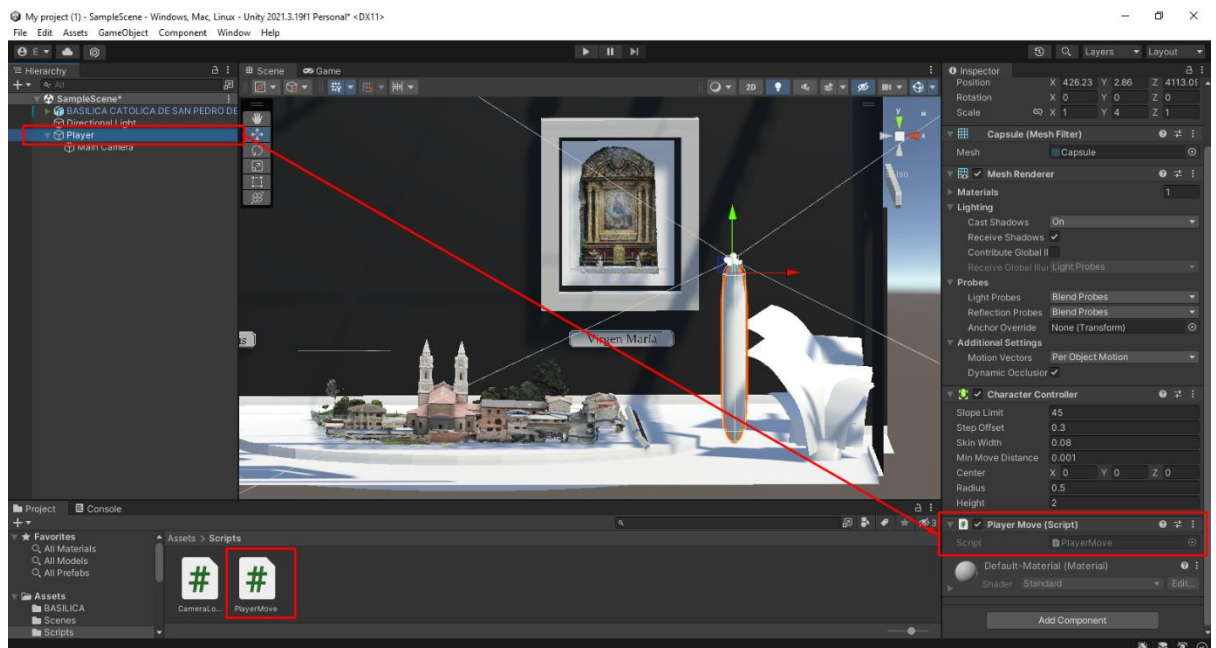 My project (1) - SampleScene - Windows, Mac, Linux - Unity 2021.3.19f1 Personal* <DX11>
File Edit Assets GameObject Component Window Help
E
Layers
Layout
Hierarchy
All
SampleScene*
BASILICA CATOLICA DE SAN PEDRO DE
Directional Light
Player
Main Camera
Scene
Game
2D
y
Iso
Virgen María
us
Inspector
Position X 426.23 Y 2.86 Z 4113.09
Rotation X 0 Y 0 Z 0
Scale X 1 Y 4 Z 1
Capsule (Mesh Filter)
Mesh Capsule
Mesh Renderer
Materials 1
Lighting
Cast Shadows On
Receive Shadows
Contribute Global Il
Receive Global Illu Light Probes
Probes
Light Probes Blend Probes
Reflection Probes Blend Probes
Anchor Override None (Transform)
Additional Settings
Motion Vectors Per Object Motion
Dynamic Occlusion
Character Controller
Slope Limit 45
Step Offset 0.3
Skin Width 0.08
Min Move Distance 0.001
Center X 0 Y 0 Z 0
Radius 0.5
Height 2
Player Move (Script)
Script PlayerMove
Default-Material (Material)
Shader Standard Edit...
Add Component
Project
Console
3
Favorites
All Materials
All Models
All Prefabs
Assets
BASILICA
Scenes
Scripts
Assets > Scripts
#
CameraLo...
#
PlayerMove